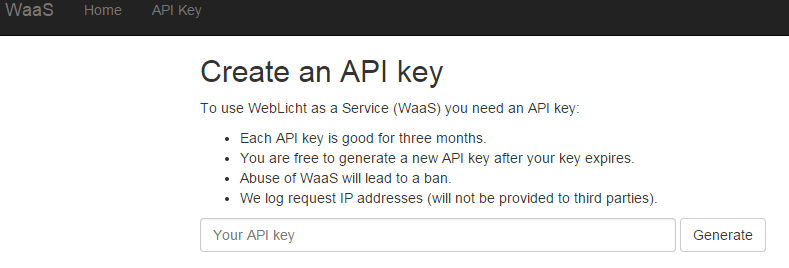 WaaS Home API Key
Create an API key
To use WebLicht as a Service (WaaS) you need an API key:
• Each API key is good for three months.
• You are free to generate a new API key after your key expires.
• Abuse of WaaS will lead to a ban.
• We log request IP addresses (will not be provided to third parties).
Your API key Generate